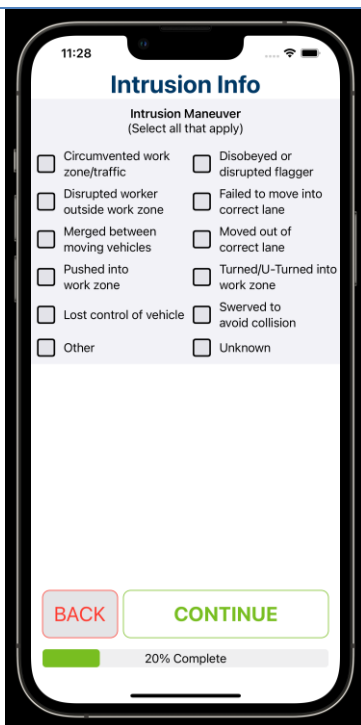 11:28
Intrusion Info
Intrusion Maneuver
(Select all that apply)
Circumvented work
zone/traffic
Disobeyed or
disrupted flagger
Disrupted worker
outside work zone
Failed to move into
correct lane
Merged between
moving vehicles
Moved out of
correct lane
Pushed into
work zone
Turned/U-Turned into
work zone
Lost control of vehicle
Swerved to
avoid collision
Other
Unknown
BACK
CONTINUE
20% Complete